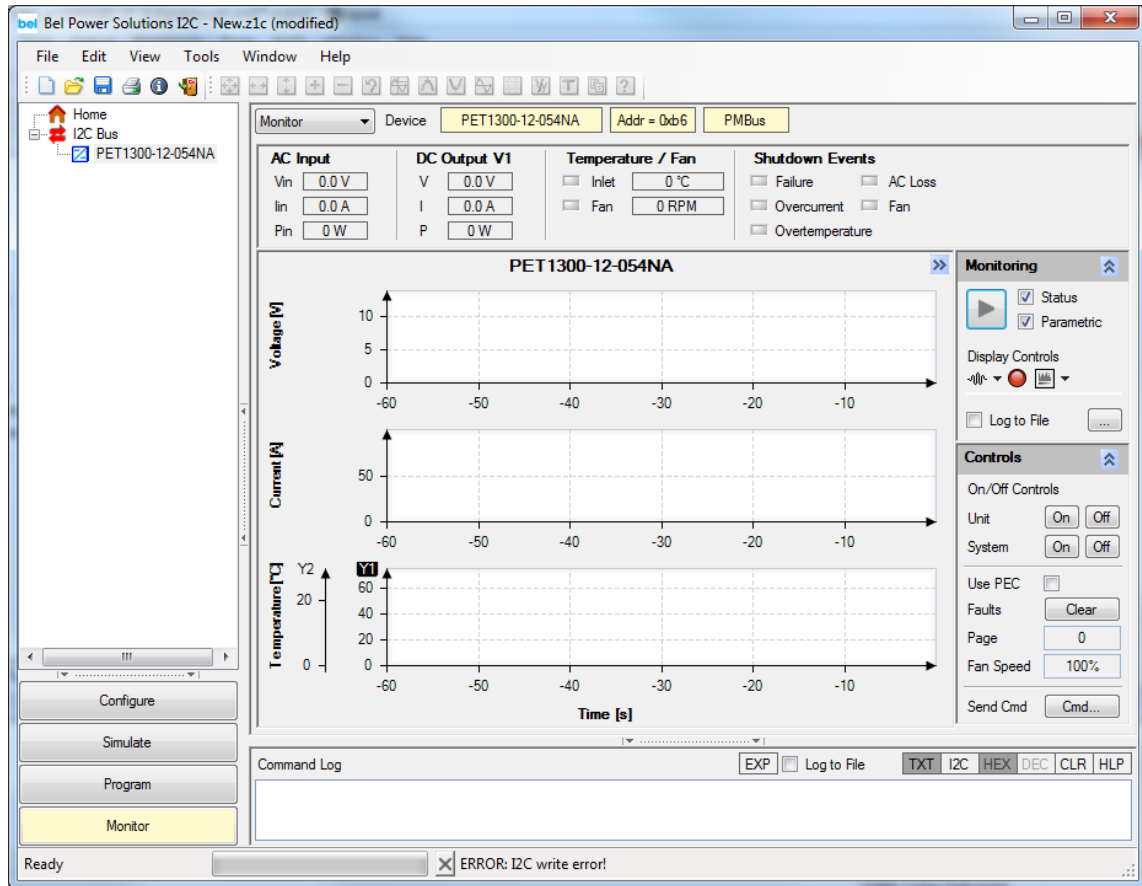 bel Bel Power Solutions I2C - New.z1c (modified)
File Edit View Tools Window Help
Home
I2C Bus
PET1300-12-054NA
Monitor Device PET1300-12-054NA Addr = 0xb6 PMBus
AC Input DC Output V1 Temperature / Fan Shutdown Events
Vin 0.0 V V 0.0 V Inlet 0 °C Failure AC Loss
Iin 0.0 A I 0.0 A Fan 0 RPM Overcurrent Fan
Pin 0 W P 0 W Overtemperature
PET1300-12-054NA
Voltage [V]
10
5
0
-60 -50 -40 -30 -20 -10
Current [A]
50
0
-60 -50 -40 -30 -20 -10
Temperature [°C]
Y2 Y1
60
20 40
20
0 0
-60 -50 -40 -30 -20 -10
Time [s]
Monitoring
Status
Parametric
Display Controls
Log to File ...
Controls
On/Off Controls
Unit On Off
System On Off
Use PEC
Faults Clear
Page 0
Fan Speed 100%
Send Cmd Cmd...
Configure
Simulate
Program
Monitor
Command Log EXP Log to File TXT I2C HEX DEC CLR HLP
Ready ERROR: I2C write error!